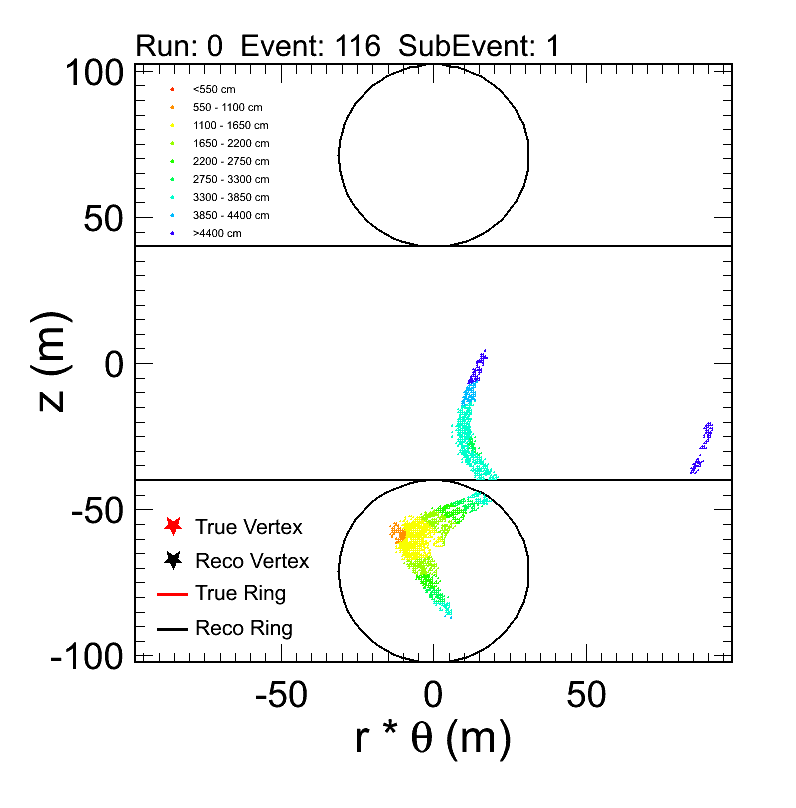 Run: 0  Event: 116  SubEvent: 1
100
<550 cm
550 - 1100 cm
1100 - 1650 cm
1650 - 2200 cm
2200 - 2750 cm
2750 - 3300 cm
3300 - 3850 cm
3850 - 4400 cm
>4400 cm
50
0
z (m)
-50
True Vertex
Reco Vertex
True Ring
Reco Ring
-100
-50 0 50
r * θ (m)